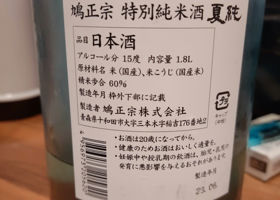 鳩正宗 特別純米酒 夏純
品目 日本酒
アルコール分 15度 内容量 1.8L
原材料名 米(国産)、米こうじ(国産米)
精米歩合 60%
製造年月 枠外下部に記載
製造者 鳩正宗株式会社
青森県十和田市大字三本木字稲吉176番地2
・お酒は20歳になってから。
・健康のためお酒はおいしく適量を。
・妊娠中や授乳期の飲酒は、胎児・乳児の
発育に悪影響を与えるおそれがあります。
製造年月
23.06.